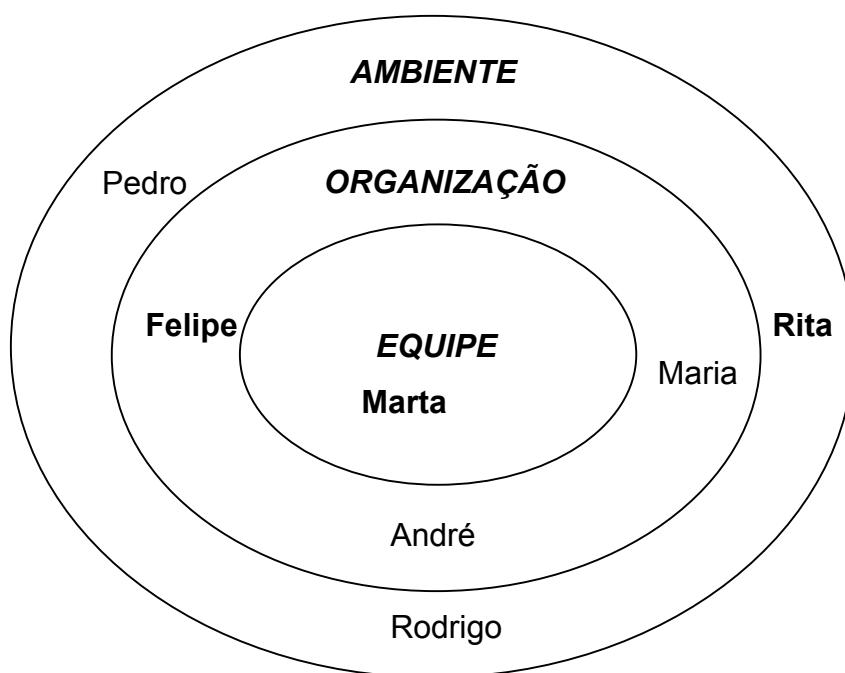 AMBIENTE
Pedro
ORGANIZAÇÃO
Felipe
Rita
EQUIPE
Maria
Marta
André
Rodrigo